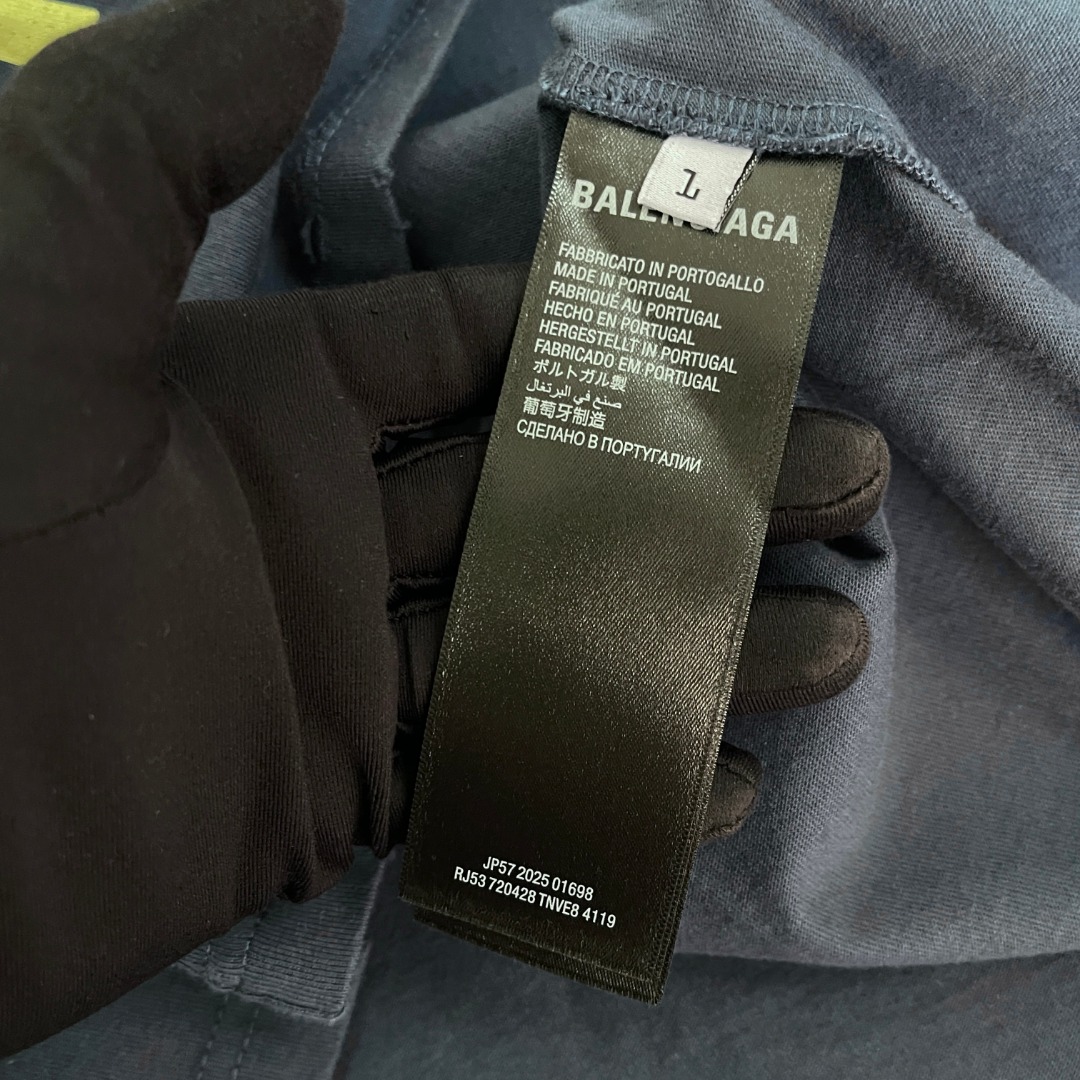 1
BALENCIAGA
FABBRICATO IN PORTOGALLO
MADE IN PORTUGAL
FABRIQUÉ AU PORTUGAL
HECHO EN PORTUGAL
HERGESTELLT IN PORTUGAL
FABRICADO EM PORTUGAL
ポルトガル製
صنع في البرتغال
葡萄牙制造
СДЕЛАНО В ПОРТУГАЛИИ
JP57 2025 01698
RJ53 720428 TNVE8 4119